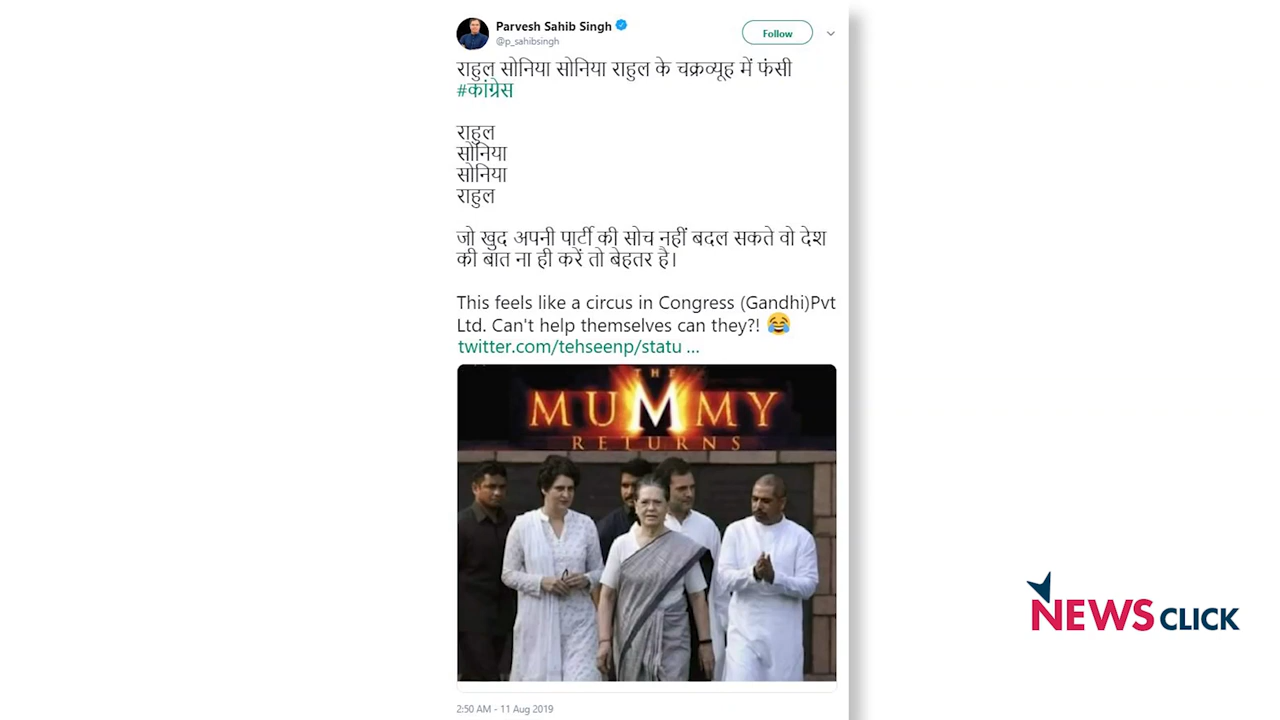 Parvesh Sahib Singh
@p_sahibsingh
Follow
राहुल सोनिया सोनिया राहुल के चक्रव्यूह में फंसी
#कांग्रेस
राहुल
सोनिया
सोनिया
राहुल
जो खुद अपनी पार्टी की सोच नहीं बदल सकते वो देश
की बात ना ही करें तो बेहतर है।
This feels like a circus in Congress (Gandhi)Pvt
Ltd. Can't help themselves can they?! 😂
twitter.com/tehseenp/statu ...
THE
MUMMY
RETURNS
2:50 AM - 11 Aug 2019
NEWSCLICK